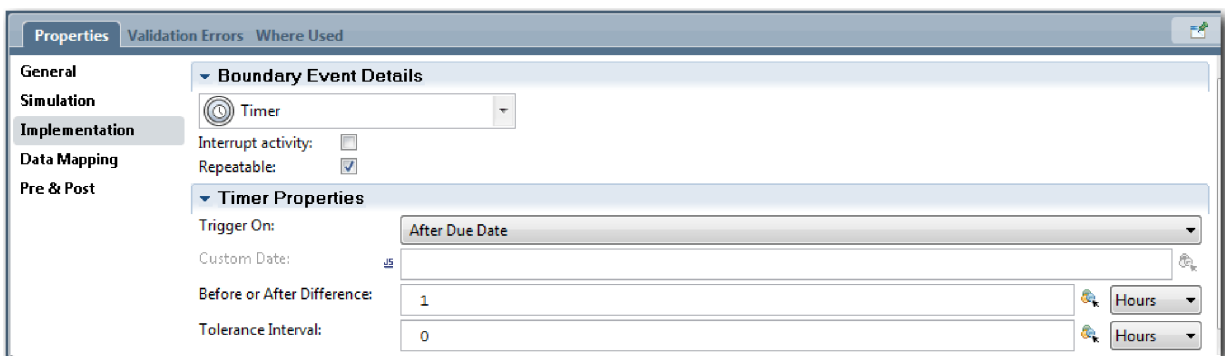 Properties Validation Errors Where Used
General
Simulation
Implementation
Data Mapping
Pre & Post
Boundary Event Details
Timer
Interrupt activity:
Repeatable:
Timer Properties
Trigger On: After Due Date
Custom Date: JS
Before or After Difference: 1 Hours
Tolerance Interval: 0 Hours